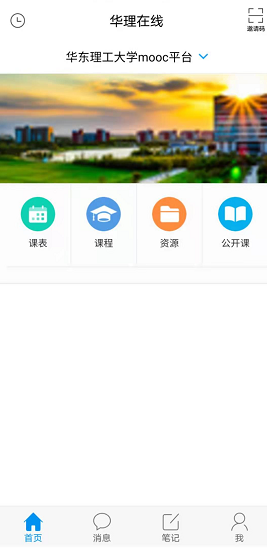 华理在线
邀请码
华东理工大学mooc平台
课表
课程
资源
公开课
首页
消息
笔记
我